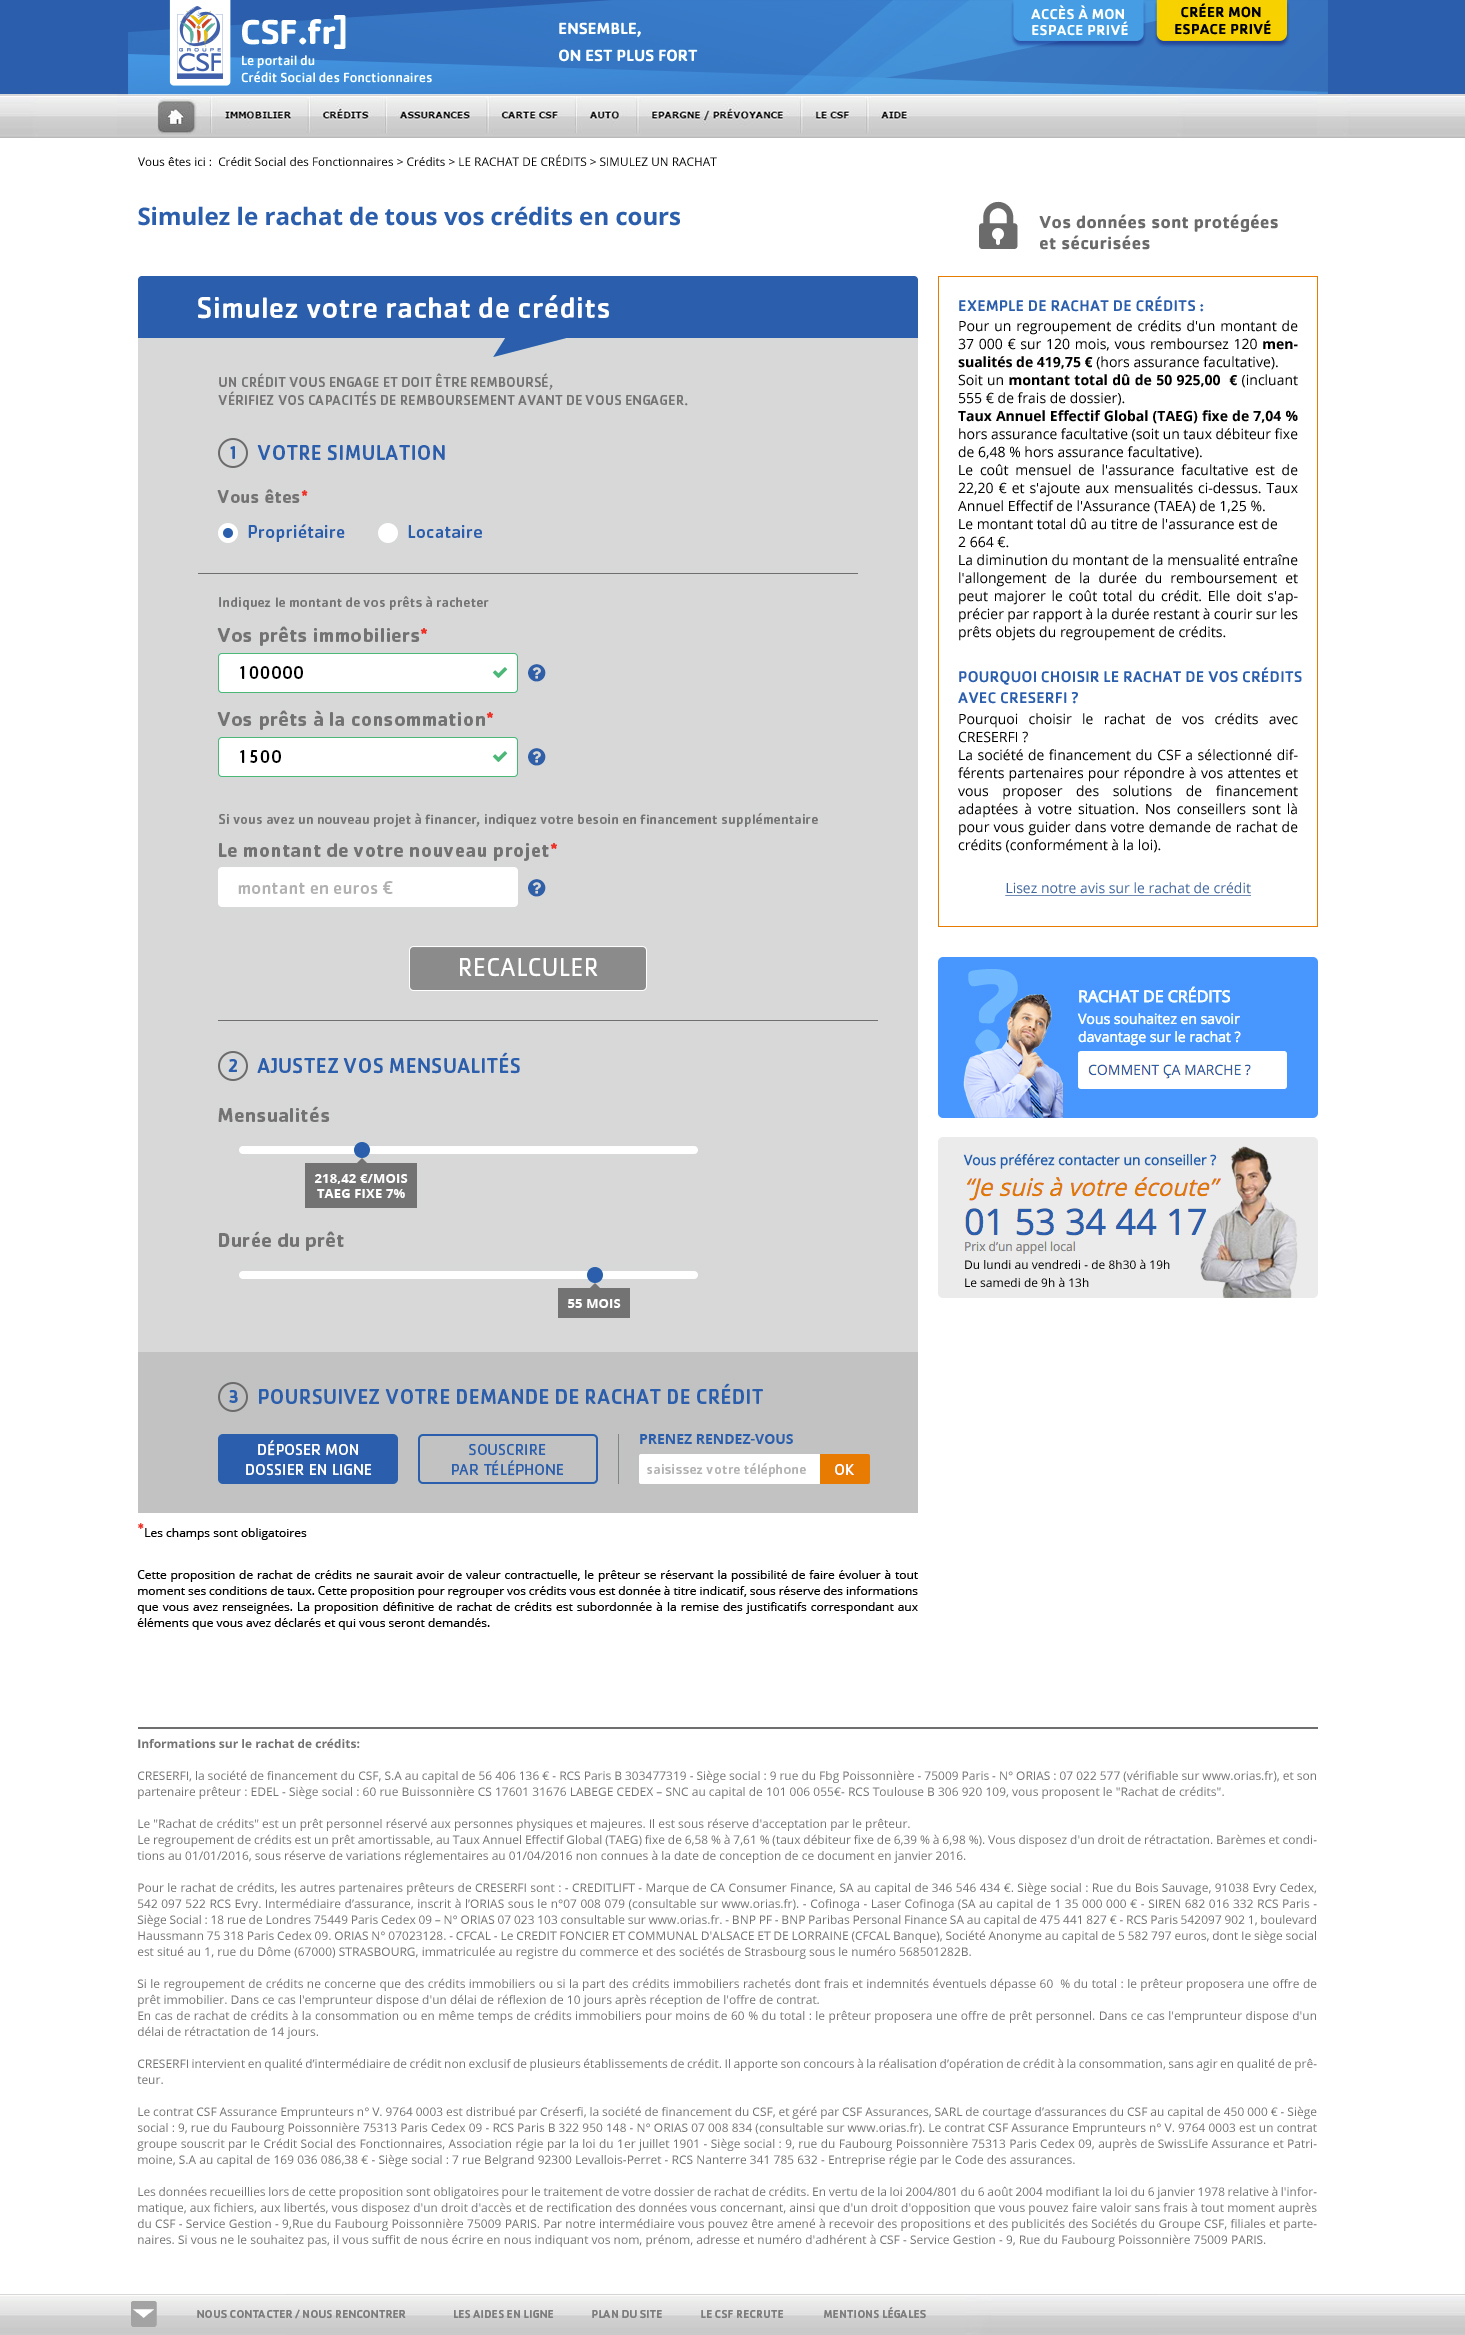 GROUPE
CSF
CSF.fr]
Le portail du
Crédit Social des Fonctionnaires
ENSEMBLE,
ON EST PLUS FORT
ACCÈS À MON
ESPACE PRIVÉ
CRÉER MON
ESPACE PRIVÉ
IMMOBILIER CRÉDITS ASSURANCES CARTE CSF AUTO EPARGNE / PRÉVOYANCE LE CSF AIDE
Vous êtes ici : Crédit Social des Fonctionnaires > Crédits > LE RACHAT DE CRÉDITS > SIMULEZ UN RACHAT
Simulez le rachat de tous vos crédits en cours
Vos données sont protégées
et sécurisées
Simulez votre rachat de crédits
UN CRÉDIT VOUS ENGAGE ET DOIT ÊTRE REMBOURSÉ,
VÉRIFIEZ VOS CAPACITÉS DE REMBOURSEMENT AVANT DE VOUS ENGAGER.
1 VOTRE SIMULATION
Vous êtes*
Propriétaire Locataire
Indiquez le montant de vos prêts à racheter
Vos prêts immobiliers*
100000
?
Vos prêts à la consommation*
1500
?
Si vous avez un nouveau projet à financer, indiquez votre besoin en financement supplémentaire
Le montant de votre nouveau projet*
montant en euros €
?
RECALCULER
2 AJUSTEZ VOS MENSUALITÉS
Mensualités
218,42 €/MOIS
TAEG FIXE 7%
Durée du prêt
55 MOIS
3 POURSUIVEZ VOTRE DEMANDE DE RACHAT DE CRÉDIT
DÉPOSER MON
DOSSIER EN LIGNE
SOUSCRIRE
PAR TÉLÉPHONE
PRENEZ RENDEZ-VOUS
saisissez votre téléphone OK
*Les champs sont obligatoires
Cette proposition de rachat de crédits ne saurait avoir de valeur contractuelle, le prêteur se réservant la possibilité de faire évoluer à tout
moment ses conditions de taux. Cette proposition pour regrouper vos crédits vous est donnée à titre indicatif, sous réserve des informations
que vous avez renseignées. La proposition définitive de rachat de crédits est subordonnée à la remise des justificatifs correspondant aux
éléments que vous avez déclarés et qui vous seront demandés.
EXEMPLE DE RACHAT DE CRÉDITS :
Pour un regroupement de crédits d'un montant de
37 000 € sur 120 mois, vous remboursez 120 men-
sualités de 419,75 € (hors assurance facultative).
Soit un montant total dû de 50 925,00 € (incluant
555 € de frais de dossier).
Taux Annuel Effectif Global (TAEG) fixe de 7,04 %
hors assurance facultative (soit un taux débiteur fixe
de 6,48 % hors assurance facultative).
Le coût mensuel de l'assurance facultative est de
22,20 € et s'ajoute aux mensualités ci-dessus. Taux
Annuel Effectif de l'Assurance (TAEA) de 1,25 %.
Le montant total dû au titre de l'assurance est de
2 664 €.
La diminution du montant de la mensualité entraîne
l'allongement de la durée du remboursement et
peut majorer le coût total du crédit. Elle doit s'ap-
précier par rapport à la durée restant à courir sur les
prêts objets du regroupement de crédits.
POURQUOI CHOISIR LE RACHAT DE VOS CRÉDITS
AVEC CRESERFI ?
Pourquoi choisir le rachat de vos crédits avec
CRESERFI ?
La société de financement du CSF a sélectionné dif-
férents partenaires pour répondre à vos attentes et
vous proposer des solutions de financement
adaptées à votre situation. Nos conseillers sont là
pour vous guider dans votre demande de rachat de
crédits (conformément à la loi).
Lisez notre avis sur le rachat de crédit
?
RACHAT DE CRÉDITS
Vous souhaitez en savoir
davantage sur le rachat ?
COMMENT ÇA MARCHE ?
Vous préférez contacter un conseiller ?
“Je suis à votre écoute”
01 53 34 44 17
Prix d’un appel local
Du lundi au vendredi - de 8h30 à 19h
Le samedi de 9h à 13h
Informations sur le rachat de crédits:
CRESERFI, la société de financement du CSF, S.A au capital de 56 406 136 € - RCS Paris B 303477319 - Siège social : 9 rue du Fbg Poissonnière - 75009 Paris - N° ORIAS : 07 022 577 (vérifiable sur www.orias.fr), et son
partenaire prêteur : EDEL - Siège social : 60 rue Buissonnière CS 17601 31676 LABEGE CEDEX – SNC au capital de 101 006 055€- RCS Toulouse B 306 920 109, vous proposent le "Rachat de crédits".
Le "Rachat de crédits" est un prêt personnel réservé aux personnes physiques et majeures. Il est sous réserve d'acceptation par le prêteur.
Le regroupement de crédits est un prêt amortissable, au Taux Annuel Effectif Global (TAEG) fixe de 6,58 % à 7,61 % (taux débiteur fixe de 6,39 % à 6,98 %). Vous disposez d'un droit de rétractation. Barèmes et condi-
tions au 01/01/2016, sous réserve de variations réglementaires au 01/04/2016 non connues à la date de conception de ce document en janvier 2016.
Pour le rachat de crédits, les autres partenaires prêteurs de CRESERFI sont : - CREDITLIFT - Marque de CA Consumer Finance, SA au capital de 346 546 434 €. Siège social : Rue du Bois Sauvage, 91038 Evry Cedex,
542 097 522 RCS Evry. Intermédiaire d’assurance, inscrit à l’ORIAS sous le n°07 008 079 (consultable sur www.orias.fr). - Cofinoga - Laser Cofinoga (SA au capital de 1 35 000 000 € - SIREN 682 016 332 RCS Paris -
Siège Social : 18 rue de Londres 75449 Paris Cedex 09 – N° ORIAS 07 023 103 consultable sur www.orias.fr. - BNP PF - BNP Paribas Personal Finance SA au capital de 475 441 827 € - RCS Paris 542097 902 1, boulevard
Haussmann 75 318 Paris Cedex 09. ORIAS N° 07023128. - CFCAL - Le CREDIT FONCIER ET COMMUNAL D'ALSACE ET DE LORRAINE (CFCAL Banque), Société Anonyme au capital de 5 582 797 euros, dont le siège social
est situé au 1, rue du Dôme (67000) STRASBOURG, immatriculée au registre du commerce et des sociétés de Strasbourg sous le numéro 568501282B.
Si le regroupement de crédits ne concerne que des crédits immobiliers ou si la part des crédits immobiliers rachetés dont frais et indemnités éventuels dépasse 60 % du total : le prêteur proposera une offre de
prêt immobilier. Dans ce cas l'emprunteur dispose d'un délai de réflexion de 10 jours après réception de l'offre de contrat.
En cas de rachat de crédits à la consommation ou en même temps de crédits immobiliers pour moins de 60 % du total : le prêteur proposera une offre de prêt personnel. Dans ce cas l'emprunteur dispose d'un
délai de rétractation de 14 jours.
CRESERFI intervient en qualité d’intermédiaire de crédit non exclusif de plusieurs établissements de crédit. Il apporte son concours à la réalisation d’opération de crédit à la consommation, sans agir en qualité de prê-
teur.
Le contrat CSF Assurance Emprunteurs n° V. 9764 0003 est distribué par Créserfi, la société de financement du CSF, et géré par CSF Assurances, SARL de courtage d’assurances du CSF au capital de 450 000 € - Siège
social : 9, rue du Faubourg Poissonnière 75313 Paris Cedex 09 - RCS Paris B 322 950 148 - N° ORIAS 07 008 834 (consultable sur www.orias.fr). Le contrat CSF Assurance Emprunteurs n° V. 9764 0003 est un contrat
groupe souscrit par le Crédit Social des Fonctionnaires, Association régie par la loi du 1er juillet 1901 - Siège social : 9, rue du Faubourg Poissonnière 75313 Paris Cedex 09, auprès de SwissLife Assurance et Patri-
moine, S.A au capital de 169 036 086,38 € - Siège social : 7 rue Belgrand 92300 Levallois-Perret - RCS Nanterre 341 785 632 - Entreprise régie par le Code des assurances.
Les données recueillies lors de cette proposition sont obligatoires pour le traitement de votre dossier de rachat de crédits. En vertu de la loi 2004/801 du 6 août 2004 modifiant la loi du 6 janvier 1978 relative à l'infor-
matique, aux fichiers, aux libertés, vous disposez d'un droit d'accès et de rectification des données vous concernant, ainsi que d'un droit d'opposition que vous pouvez faire valoir sans frais à tout moment auprès
du CSF - Service Gestion - 9,Rue du Faubourg Poissonnière 75009 PARIS. Par notre intermédiaire vous pouvez être amené à recevoir des propositions et des publicités des Sociétés du Groupe CSF, filiales et parte-
naires. Si vous ne le souhaitez pas, il vous suffit de nous écrire en nous indiquant vos nom, prénom, adresse et numéro d'adhérent à CSF - Service Gestion - 9, Rue du Faubourg Poissonnière 75009 PARIS.
NOUS CONTACTER / NOUS RENCONTRER LES AIDES EN LIGNE PLAN DU SITE LE CSF RECRUTE MENTIONS LÉGALES